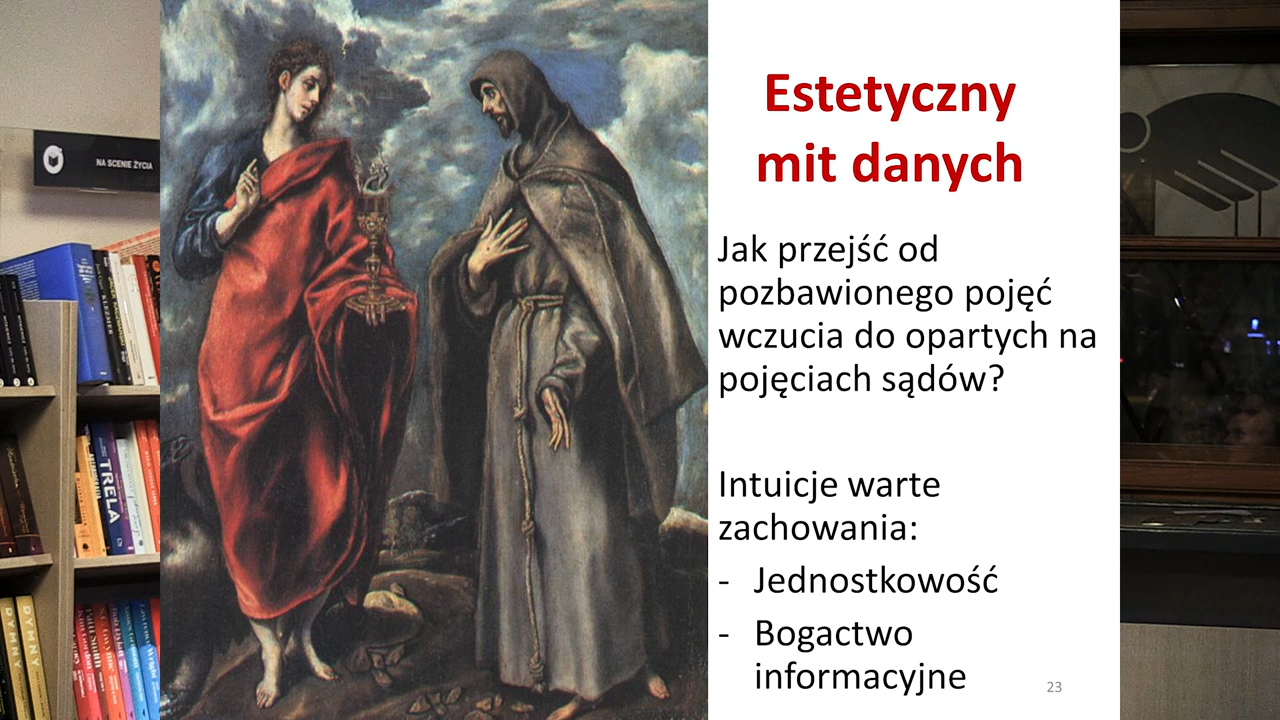 NA SCENIE ŻYCIA
Estetyczny
mit danych
Jak przejść od
pozbawionego pojęć
wczucia do opartych na
pojęciach sądów?
Intuicje warte
zachowania:
- Jednostkowość
- Bogactwo
informacyjne
23
TRELA
DYMNY
DYMNY